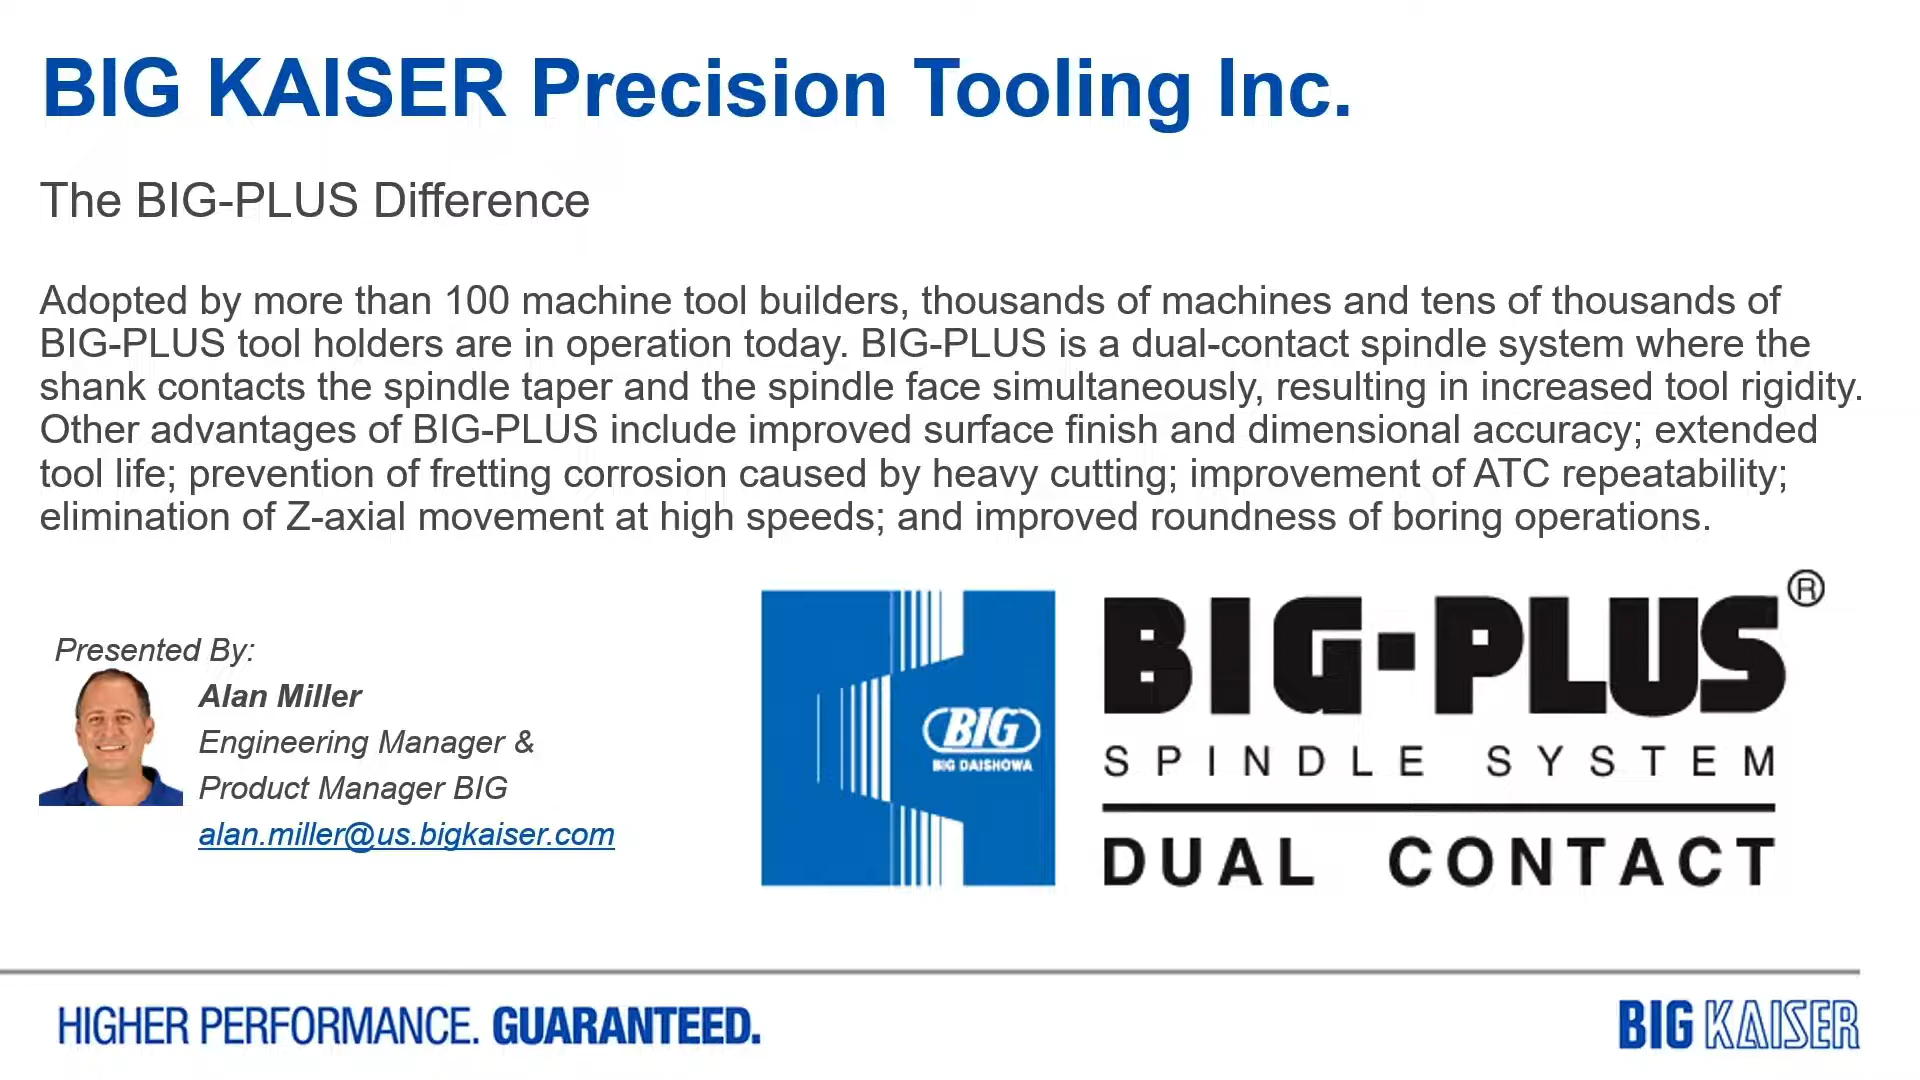 BIG KAISER Precision Tooling Inc.
The BIG-PLUS Difference
Adopted by more than 100 machine tool builders, thousands of machines and tens of thousands of
BIG-PLUS tool holders are in operation today. BIG-PLUS is a dual-contact spindle system where the
shank contacts the spindle taper and the spindle face simultaneously, resulting in increased tool rigidity.
Other advantages of BIG-PLUS include improved surface finish and dimensional accuracy; extended
tool life; prevention of fretting corrosion caused by heavy cutting; improvement of ATC repeatability;
elimination of Z-axial movement at high speeds; and improved roundness of boring operations.
Presented By:
Alan Miller
Engineering Manager &
Product Manager BIG
alan.miller@us.bigkaiser.com
BIG
BIG DAISHOWA
BIG-PLUS®
SPINDLE SYSTEM
DUAL CONTACT
HIGHER PERFORMANCE. GUARANTEED.
BIG KAISER